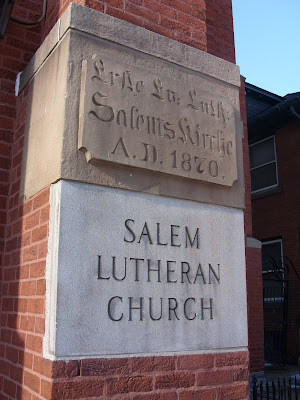 Erste Ev. Luth.
Salems Kirche
A.D. 1870.
SALEM
LUTHERAN
CHURCH